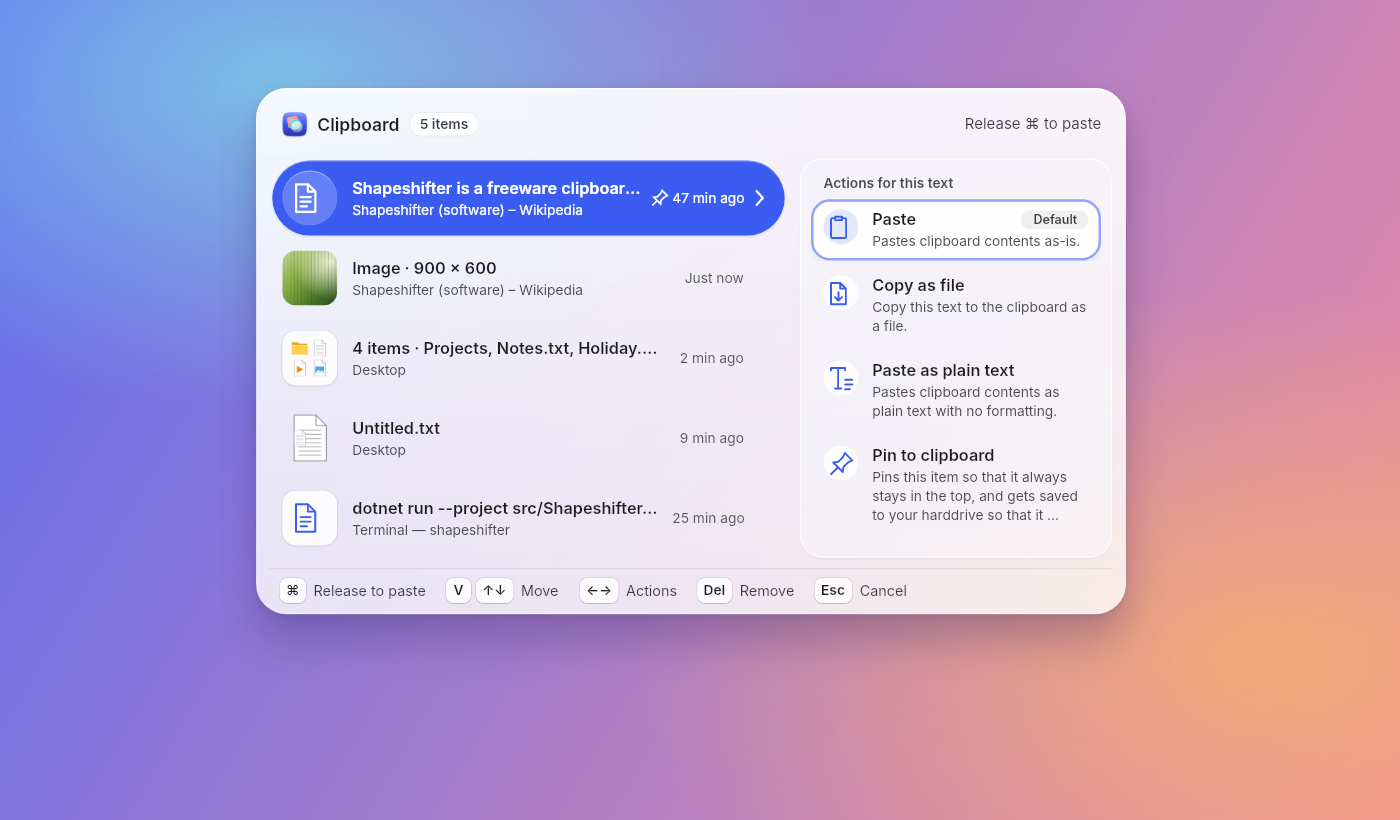 Clipboard 5 items Release ⌘ to paste
Shapeshifter is a freeware clipboar... 47 min ago
Shapeshifter (software) – Wikipedia
Image · 900 × 600 Just now
Shapeshifter (software) – Wikipedia
4 items · Projects, Notes.txt, Holiday.... 2 min ago
Desktop
Untitled.txt 9 min ago
Desktop
dotnet run --project src/Shapeshifter... 25 min ago
Terminal — shapeshifter
Actions for this text
Paste Default
Pastes clipboard contents as-is.
Copy as file
Copy this text to the clipboard as
a file.
Paste as plain text
Pastes clipboard contents as
plain text with no formatting.
Pin to clipboard
Pins this item so that it always
stays in the top, and gets saved
to your harddrive so that it ...
⌘ Release to paste V ↑↓ Move ←→ Actions Del Remove Esc Cancel